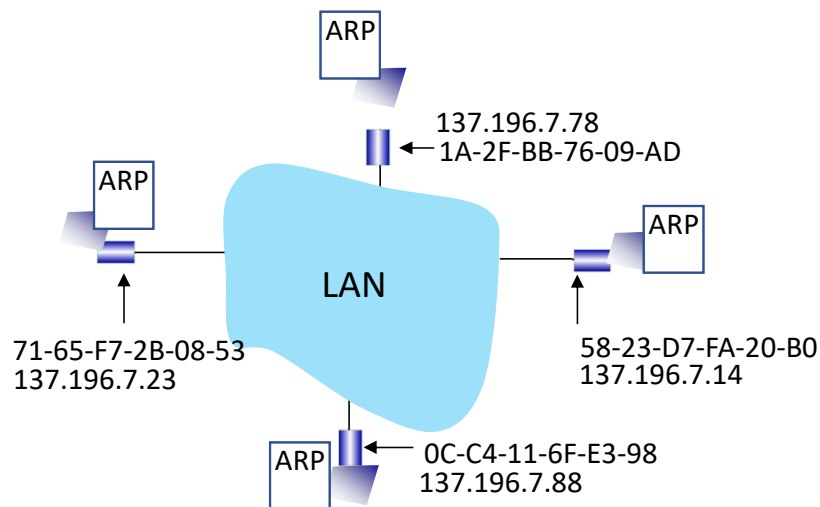 ARP
137.196.7.78
1A-2F-BB-76-09-AD
ARP
ARP
LAN
71-65-F7-2B-08-53
137.196.7.23
58-23-D7-FA-20-B0
137.196.7.14
ARP
0C-C4-11-6F-E3-98
137.196.7.88